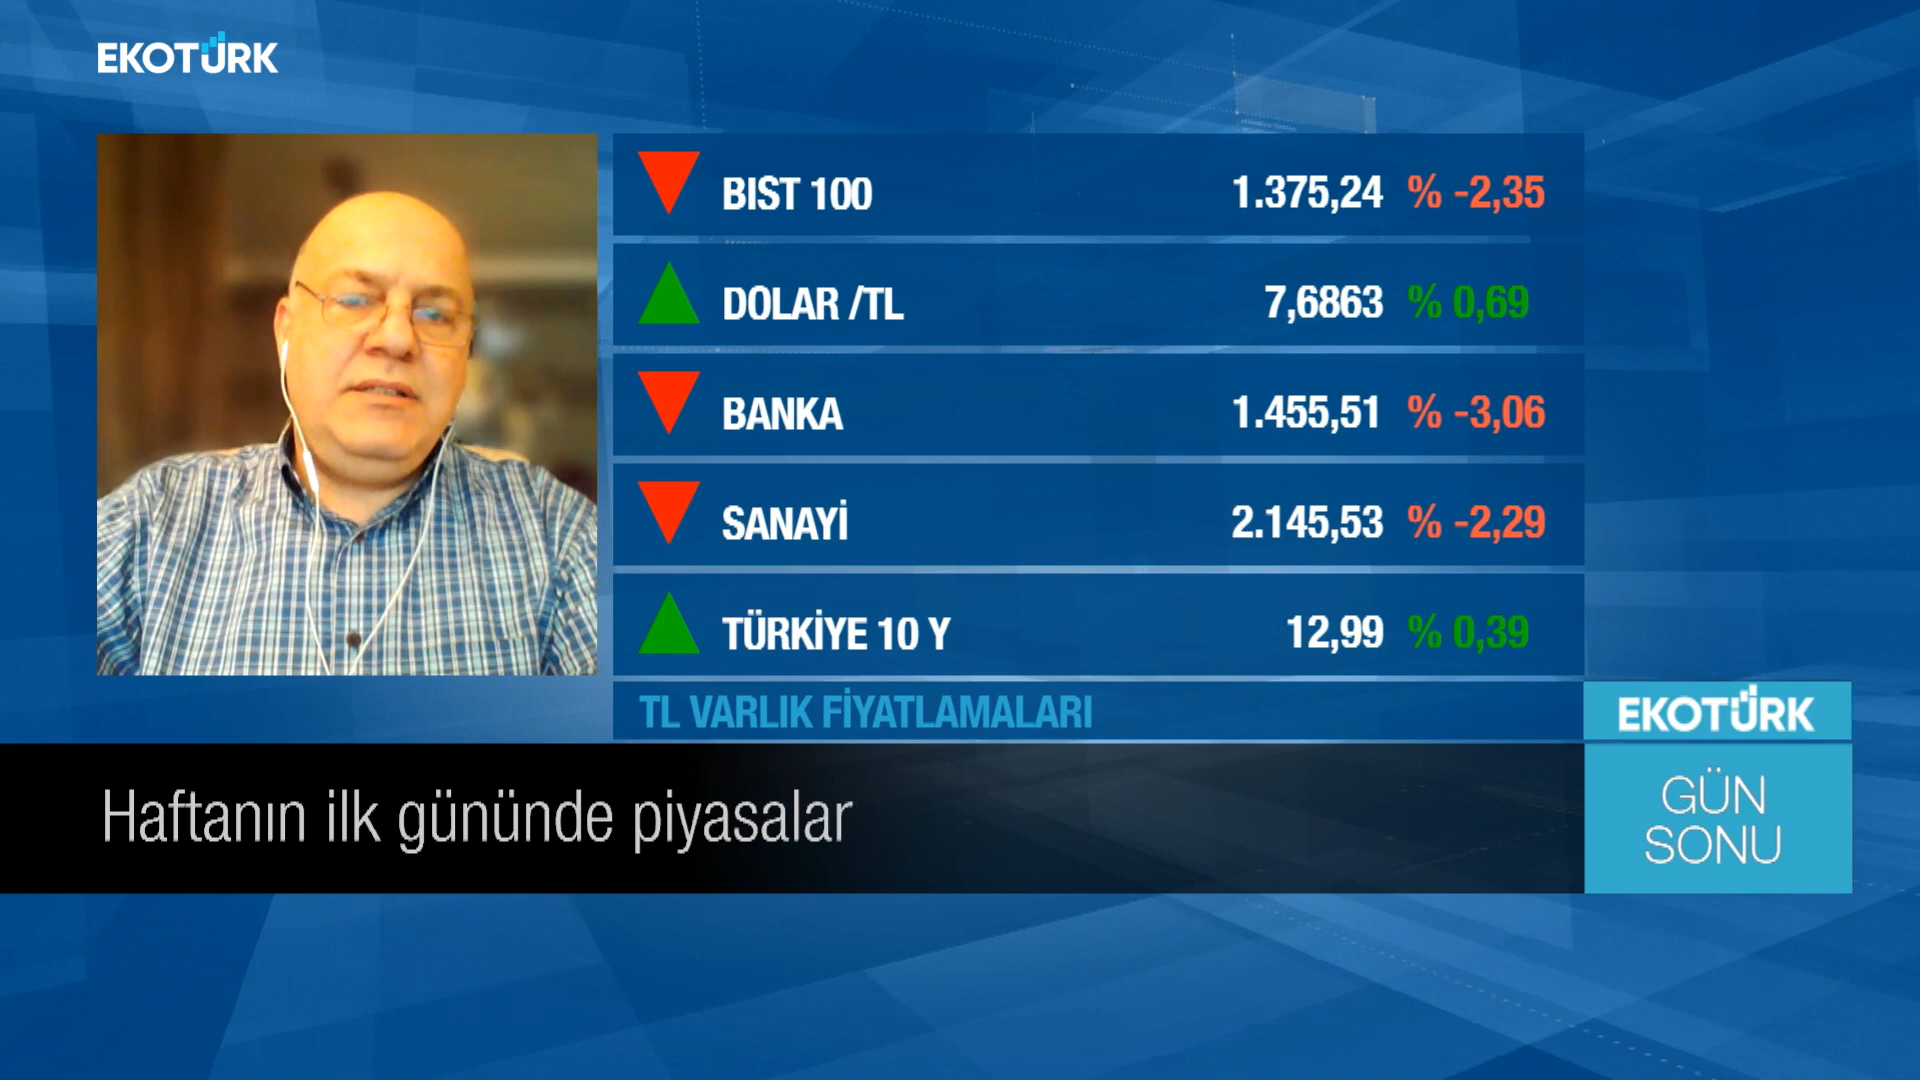 EKOTÜRK
BIST 100 1.375,24 % -2,35
DOLAR /TL 7,6863 % 0,69
BANKA 1.455,51 % -3,06
SANAYİ 2.145,53 % -2,29
TÜRKİYE 10 Y 12,99 % 0,39
TL VARLIK FİYATLAMALARI
EKOTÜRK
Haftanın ilk gününde piyasalar
GÜN
SONU